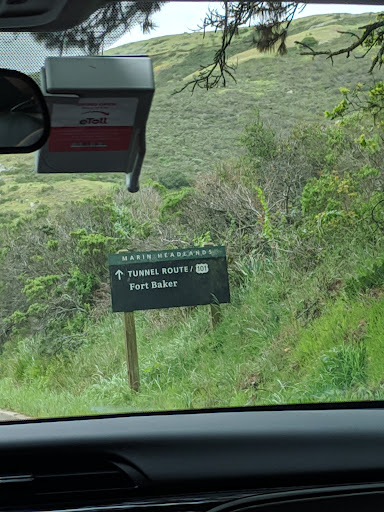 eToll
MARIN HEADLANDS
↑ TUNNEL ROUTE / 101
Fort Baker